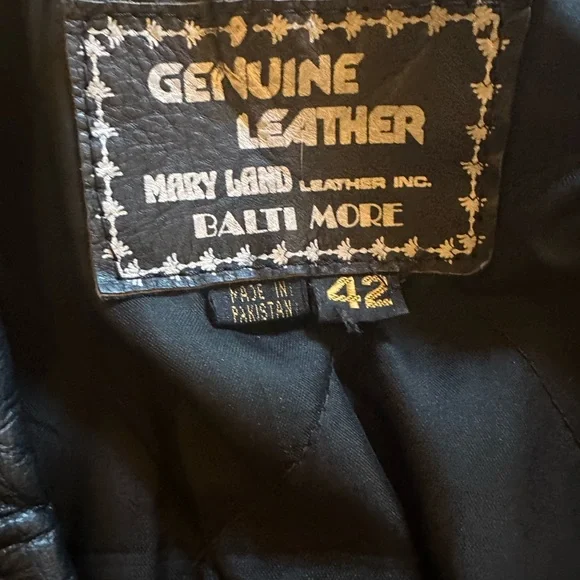 GENUINE
LEATHER
MARY LAND LEATHER INC.
BALTI MORE
MADE IN
PAKISTAN
42